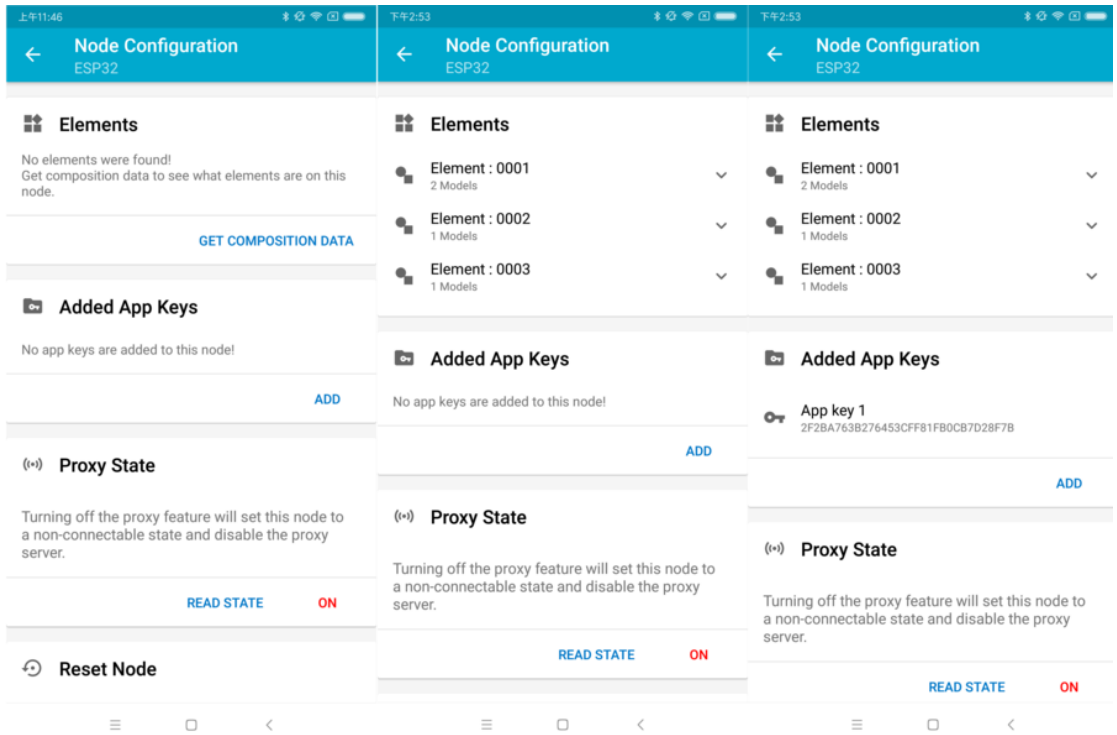 上午11:46
Node Configuration
ESP32
Elements
No elements were found!
Get composition data to see what elements are on this
node.
GET COMPOSITION DATA
Added App Keys
No app keys are added to this node!
ADD
Proxy State
Turning off the proxy feature will set this node to
a non-connectable state and disable the proxy
server.
READ STATE ON
Reset Node
下午2:53
Node Configuration
ESP32
Elements
Element : 0001
2 Models
Element : 0002
1 Models
Element : 0003
1 Models
Added App Keys
No app keys are added to this node!
ADD
Proxy State
Turning off the proxy feature will set this node to
a non-connectable state and disable the proxy
server.
READ STATE ON
下午2:53
Node Configuration
ESP32
Elements
Element : 0001
2 Models
Element : 0002
1 Models
Element : 0003
1 Models
Added App Keys
App key 1
2F2BA763B276453CFF81FB0CB7D28F7B
ADD
Proxy State
Turning off the proxy feature will set this node to
a non-connectable state and disable the proxy
server.
READ STATE ON